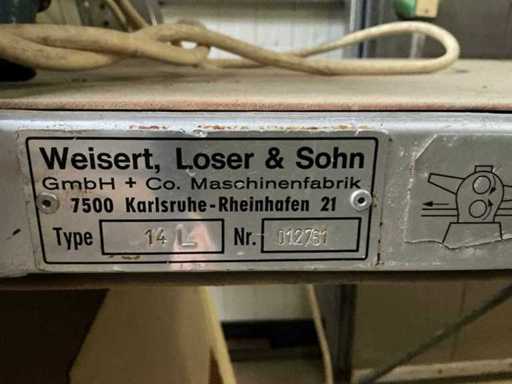 Weisert, Loser & Sohn
GmbH + Co. Maschinenfabrik
7500 Karlsruhe-Rheinhafen 21
Type 14 L Nr. 012761